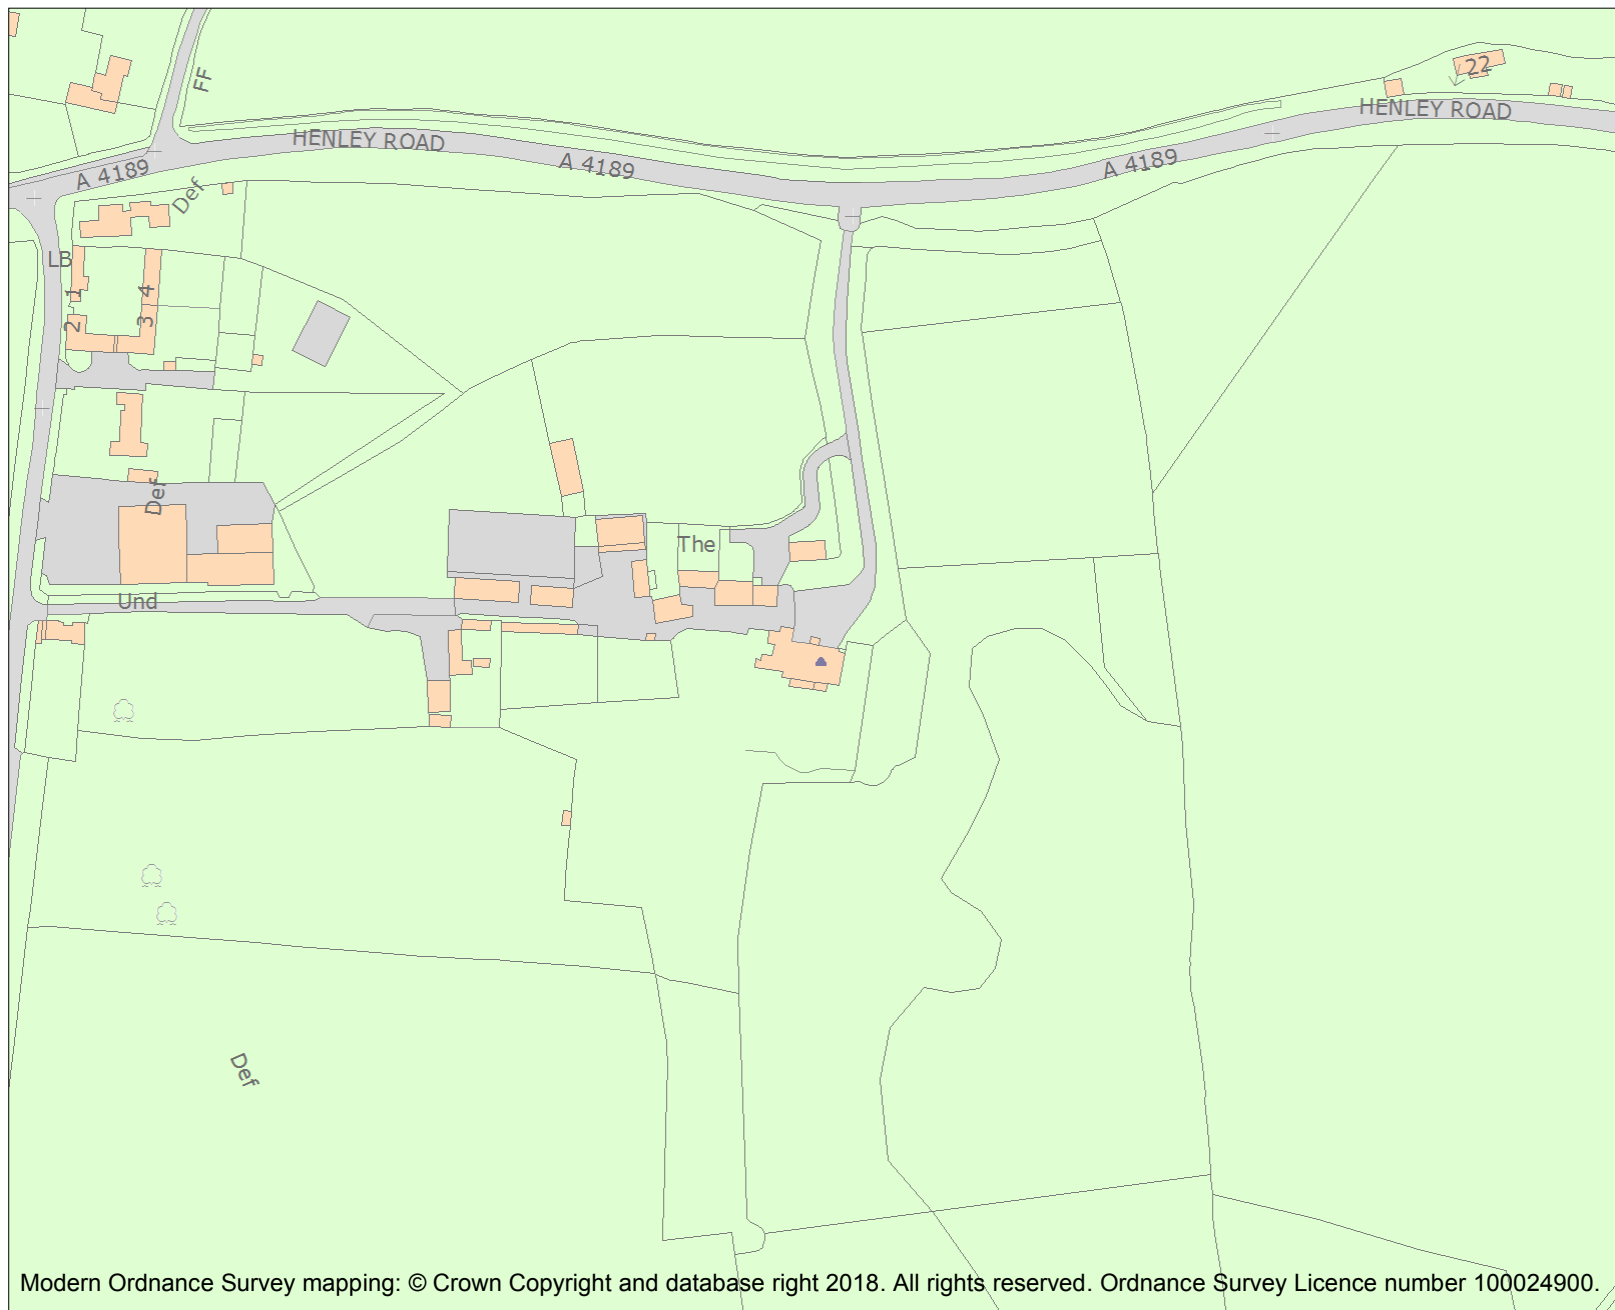 22
FF
HENLEY ROAD
HENLEY ROAD
A 4189
A 4189
A 4189
Def
LB
1
4
2
3
Def
The
Und
Def
Modern Ordnance Survey mapping: © Crown Copyright and database right 2018. All rights reserved. Ordnance Survey Licence number 100024900.